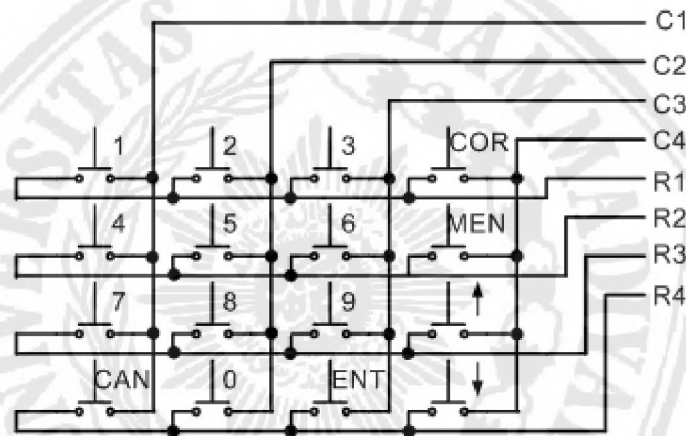 C1
C2
C3
1 2 3 COR C4
R1
4 5 6 MEN R2
R3
7 8 9 ↑ R4
CAN 0 ENT ↓
MUHAMMADIYAH